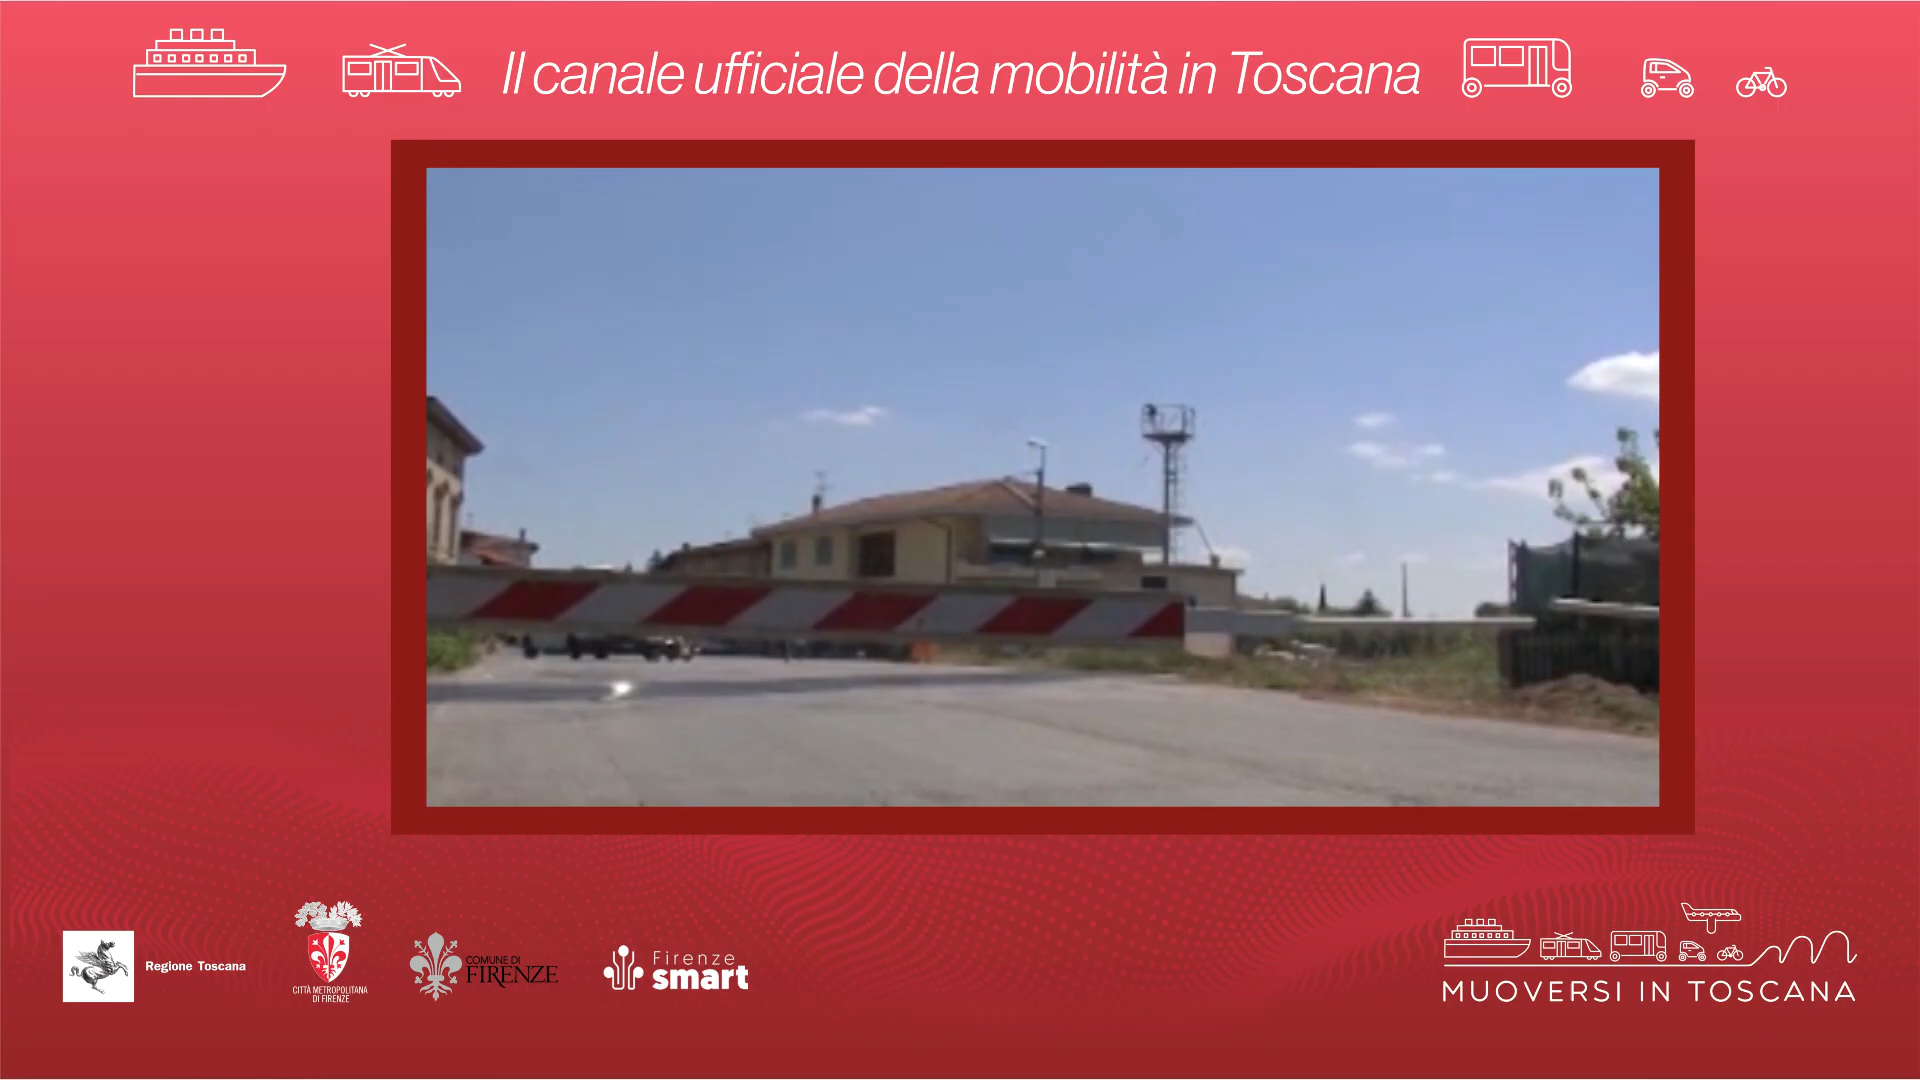 Il canale ufficiale della mobilità in Toscana
Regione Toscana
CITTÀ METROPOLITANA
DI FIRENZE
COMUNE DI
FIRENZE
Firenze
smart
MUOVERSI IN TOSCANA